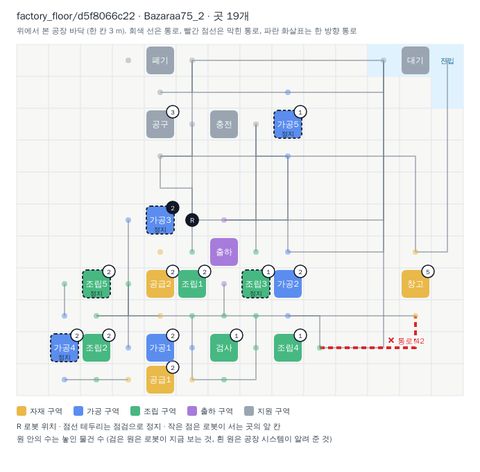 factory_floor/d5f8066c22 · Bazaraa75_2 · 곳 19개
위에서 본 공장 바닥 (한 칸 3 m). 회색 선은 통로, 빨간 점선은 막힌 통로, 파란 화살표는 한 방향 통로
폐기
대기
진입
공구
3
충전
가공5
1
정지
가공3
2
정지
R
출하
조립5
2
정지
공급2
2
조립1
2
조립3
1
정지
가공2
2
창고
5
가공4
2
정지
조립2
2
가공1
2
검사
1
조립4
1
✕ 통로42
공급1
2
자재 구역
가공 구역
조립 구역
출하 구역
지원 구역
R 로봇 위치 · 점선 테두리는 점검으로 정지 · 작은 점은 로봇이 서는 곳의 앞 칸
원 안의 수는 놓인 물건 수 (검은 원은 로봇이 지금 보는 것, 흰 원은 공장 시스템이 알려 준 것)